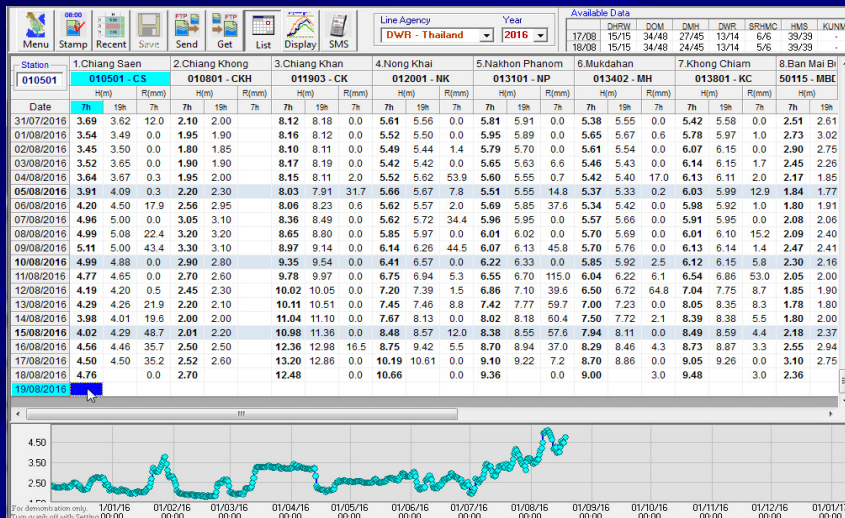 08:00 FTP FTP
Menu Stamp Recent Save Send Get List Display SMS
Line Agency Year
DWR - Thailand 2016
Available Data
DHRW DOM DMH DWR SRHMC HMS KUNM
17/08 15/15 34/48 27/45 13/14 6/6 39/39 -
18/08 15/15 34/48 24/45 13/14 5/6 39/39 -
Station 1.Chiang Saen 2.Chiang Khong 3.Chiang Khan 4.Nong Khai 5.Nakhon Phanom 6.Mukdahan 7.Khong Chiam 8.Ban Mai Bu
010501 010501 - CS 010801 - CKH 011903 - CK 012001 - NK 013101 - NP 013402 - MH 013801 - KC 50115 - MBD
H(m) R(mm) H(m) R(mm) H(m) R(mm) H(m) R(mm) H(m) R(mm) H(m) R(mm) H(m) R(mm) H(m)
Date 7h 19h 7h 7h 19h 7h 7h 19h 7h 7h 19h 7h 7h 19h 7h 7h 19h 7h 7h 19h 7h 7h 19h
31/07/2016 3.69 3.62 12.0 2.10 2.00 8.12 8.18 0.0 5.61 5.56 0.0 5.81 5.91 0.0 5.38 5.55 0.0 5.42 5.58 0.0 2.51 2.61
01/08/2016 3.54 3.49 0.0 1.95 1.90 8.16 8.12 0.0 5.52 5.50 0.0 5.95 5.89 0.0 5.65 5.67 0.6 5.78 5.97 1.0 2.73 3.02
02/08/2016 3.45 3.50 0.0 1.80 1.85 8.10 8.11 0.0 5.49 5.44 1.4 5.79 5.70 0.0 5.61 5.54 0.0 6.07 6.15 0.0 2.90 2.75
03/08/2016 3.52 3.65 0.0 1.90 1.90 8.17 8.19 0.0 5.42 5.42 0.0 5.65 5.63 6.6 5.46 5.43 0.0 6.14 6.15 1.7 2.45 2.26
04/08/2016 3.64 3.67 0.3 1.95 2.00 8.15 8.11 2.0 5.52 5.62 53.9 5.60 5.55 0.7 5.42 5.40 17.0 6.13 6.11 2.0 2.17 1.85
05/08/2016 3.91 4.09 0.3 2.20 2.30 8.03 7.91 31.7 5.66 5.67 7.8 5.51 5.55 14.8 5.37 5.33 0.2 6.03 5.99 12.9 1.84 1.77
06/08/2016 4.20 4.50 17.9 2.56 2.95 8.06 8.23 0.6 5.62 5.57 2.0 5.69 5.85 37.6 5.34 5.42 0.0 5.98 5.92 1.0 1.80 1.91
07/08/2016 4.96 5.00 0.0 3.05 3.10 8.36 8.49 0.0 5.62 5.72 34.4 5.96 5.95 0.0 5.57 5.66 0.0 5.91 5.95 0.0 2.08 2.06
08/08/2016 4.99 5.08 22.4 3.20 3.20 8.65 8.80 0.0 5.85 5.97 0.0 6.01 6.02 0.0 5.70 5.69 0.0 6.01 6.10 15.2 2.09 2.40
09/08/2016 5.11 5.00 43.4 3.30 3.10 8.97 9.14 0.0 6.14 6.26 44.5 6.07 6.13 45.8 5.70 5.76 0.0 6.13 6.14 1.4 2.47 2.41
10/08/2016 4.99 4.88 0.0 2.90 2.80 9.35 9.54 0.0 6.41 6.57 0.0 6.22 6.33 0.0 5.85 5.92 2.5 6.12 6.15 5.8 2.30 2.16
11/08/2016 4.77 4.65 0.0 2.70 2.60 9.78 9.97 0.0 6.75 6.94 5.3 6.55 6.70 115.0 6.04 6.22 6.1 6.54 6.86 53.0 2.05 2.00
12/08/2016 4.19 4.20 0.5 2.45 2.30 10.02 10.05 0.0 7.20 7.39 1.5 6.86 7.10 39.6 6.50 6.72 64.8 7.04 7.75 8.7 1.85 1.90
13/08/2016 4.29 4.26 21.9 2.20 2.10 10.11 10.51 0.0 7.45 7.46 8.8 7.42 7.77 59.7 7.00 7.23 0.0 8.05 8.35 8.3 1.78 1.80
14/08/2016 3.98 4.01 19.6 2.00 2.00 11.04 11.10 0.0 7.67 8.13 0.0 8.02 8.18 60.4 7.50 7.72 2.1 8.39 8.38 5.5 1.80 2.00
15/08/2016 4.02 4.29 48.7 2.01 2.20 10.98 11.36 0.0 8.48 8.57 12.0 8.38 8.55 57.6 7.94 8.11 0.0 8.49 8.59 4.4 2.18 2.37
16/08/2016 4.56 4.46 35.7 2.50 2.50 12.36 12.98 16.5 8.75 9.42 5.5 8.70 8.94 37.0 8.29 8.46 4.3 8.73 8.87 3.3 2.55 2.94
17/08/2016 4.50 4.50 35.2 2.52 2.60 13.20 12.86 0.0 10.19 10.61 0.0 9.10 9.22 7.2 8.70 8.86 0.0 9.05 9.26 0.0 3.10 2.75
18/08/2016 4.76 0.0 2.70 12.48 0.0 10.66 0.0 9.36 0.0 9.00 3.0 9.48 3.0 2.36
19/08/2016
4.50
3.50
2.50
1.50
For demonstration only. 1/01/16 01/02/16 01/03/16 01/04/16 01/05/16 01/06/16 01/07/16 01/08/16 01/09/16 01/10/16 01/11/16 01/12/16 01/01/17
Turn graph off with Setting 00:00 00:00 00:00 00:00 00:00 00:00 00:00 00:00 00:00 00:00 00:00 00:00 00:00